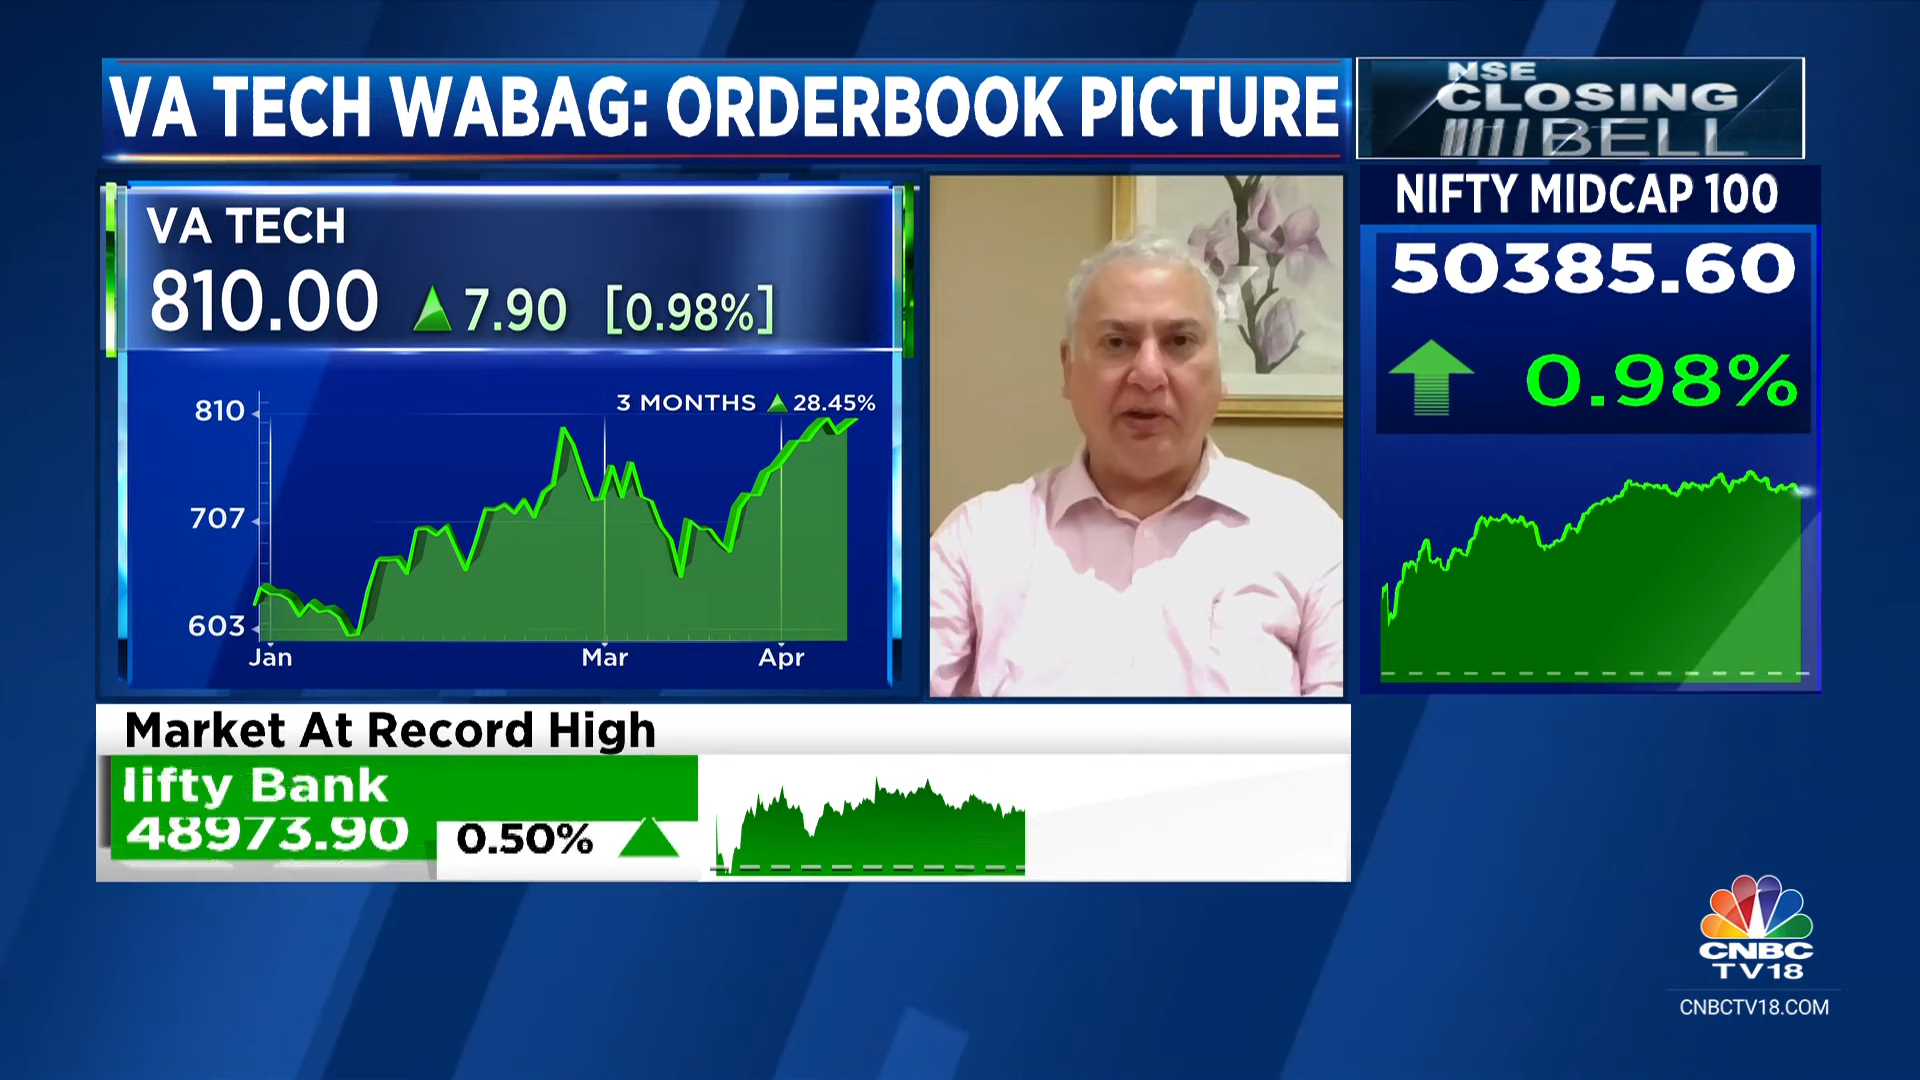 VA TECH WABAG: ORDERBOOK PICTURE
NSE
CLOSING
BELL
VA TECH
810.00 7.90 [0.98%]
3 MONTHS 28.45%
810
707
603
Jan Mar Apr
NIFTY MIDCAP 100
50385.60
0.98%
Market At Record High
lifty Bank
48973.90
0.50%
CNBC
TV18
CNBCTV18.COM